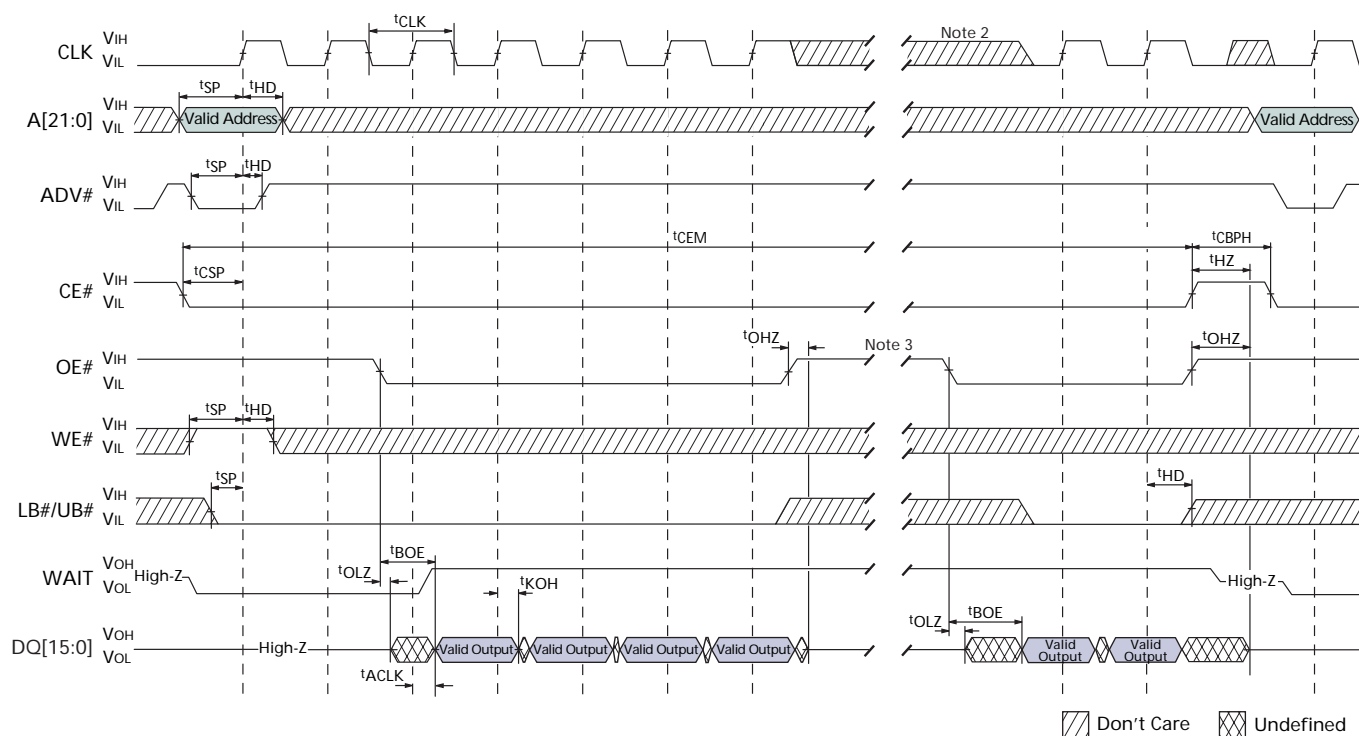 tCLK
Note 2
CLK VIH
VIL
tSP tHD
A[21:0] VIH
VIL
Valid Address
Valid Address
tSP tHD
ADV# VIH
VIL
tCEM
tCBPH
tCSP
tHZ
CE# VIH
VIL
tOHZ
Note 3
tOHZ
OE# VIH
VIL
tSP tHD
WE# VIH
VIL
tSP
tHD
LB#/UB# VIH
VIL
tBOE
WAIT VOH
VOL
High-Z
tOLZ
tKOH
High-Z
tBOE
tOLZ
DQ[15:0] VOH
VOL
High-Z
Valid Output
Valid Output
Valid Output
Valid Output
Valid
Output
Valid
Output
tACLK
Don't Care
Undefined